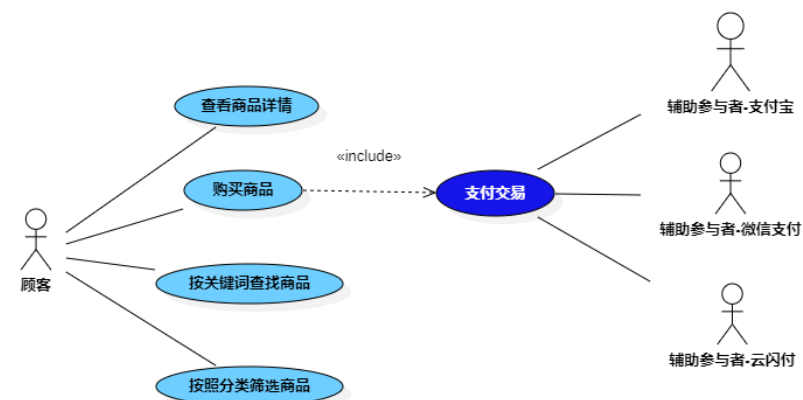 辅助参与者-支付宝
查看商品详情
«include»
购买商品
支付交易
辅助参与者-微信支付
顾客
按关键词查找商品
辅助参与者-云闪付
按照分类筛选商品